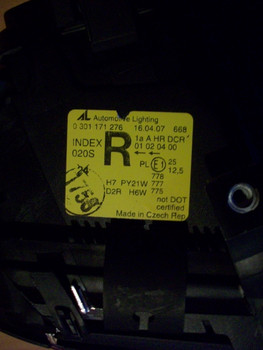 AL Automotive Lighting
0 301 171 276 16.04.07 668
INDEX R 1a A HR DCR
020S 01 02 04 00
PL E1 25
12,5
778
H7 PY21W 777
D2R H6W 775
not DOT
certified
Made in Czech Rep